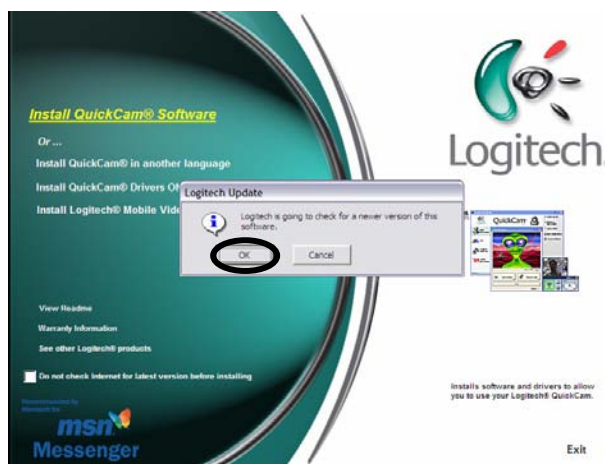 Install QuickCam® Software
Or ...
Install QuickCam® in another language
Install QuickCam® Drivers
Install Logitech® Mobile
Logitech Update
Logitech is going to check for a newer version of this
software.
OK
Cancel
View Readme
Warranty Information
See other Logitech® products
Do not check Internet for latest version before installing
msn
Messenger
Logitech
QuickCam
Installs software and drivers to allow
you to use your Logitech® QuickCam.
Exit